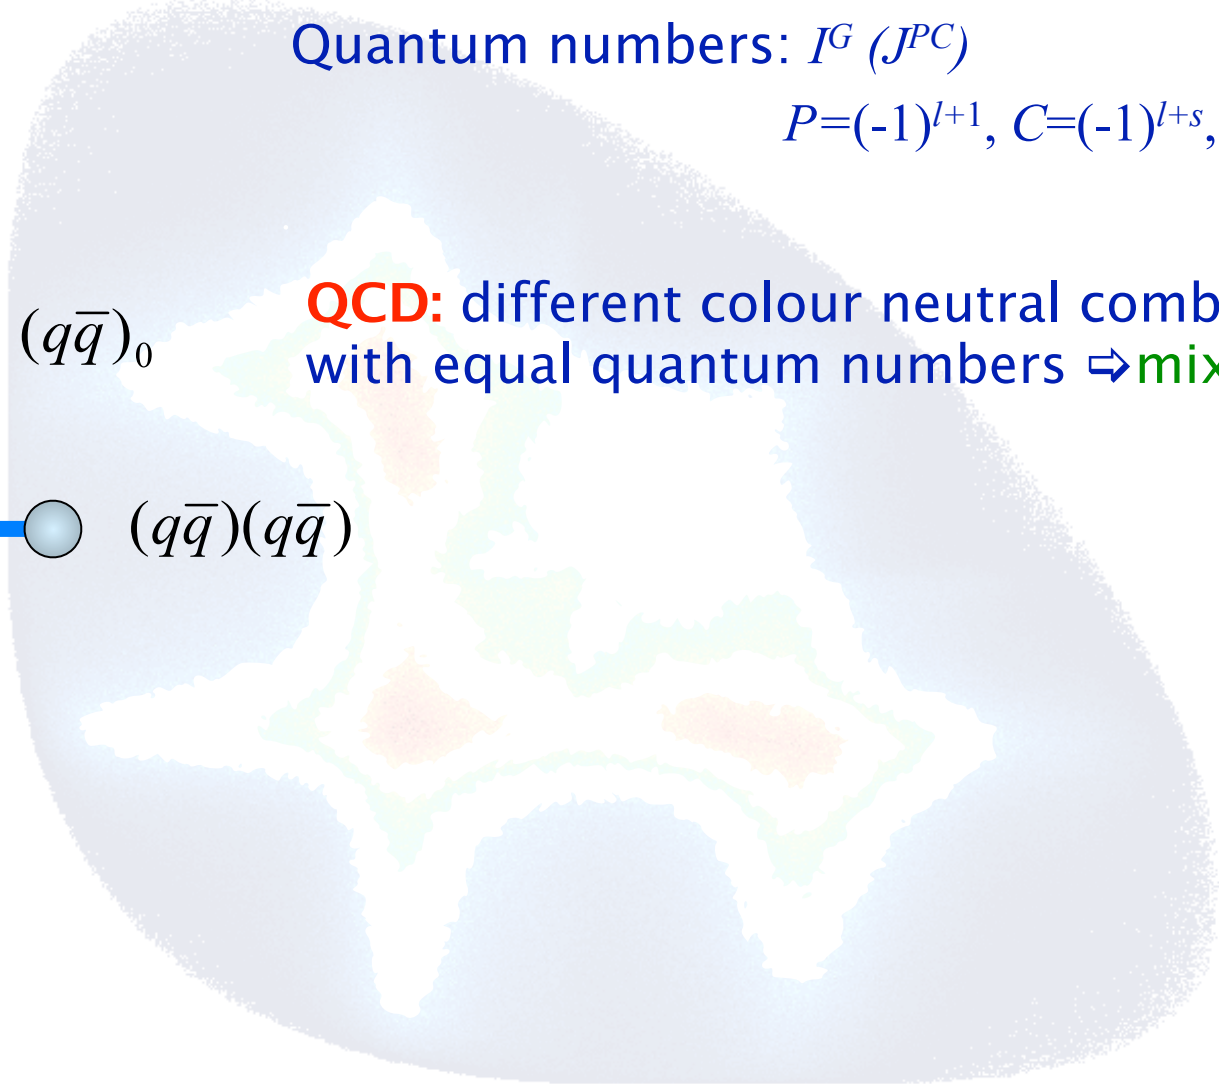 Quantum numbers: I^G (J^{PC})
P=(-1)^{l+1}, C=(-1)^{l+s},
QCD: different colour neutral comb
(qq̅)_0
with equal quantum numbers ⇨mix
(qq̅)(qq̅)